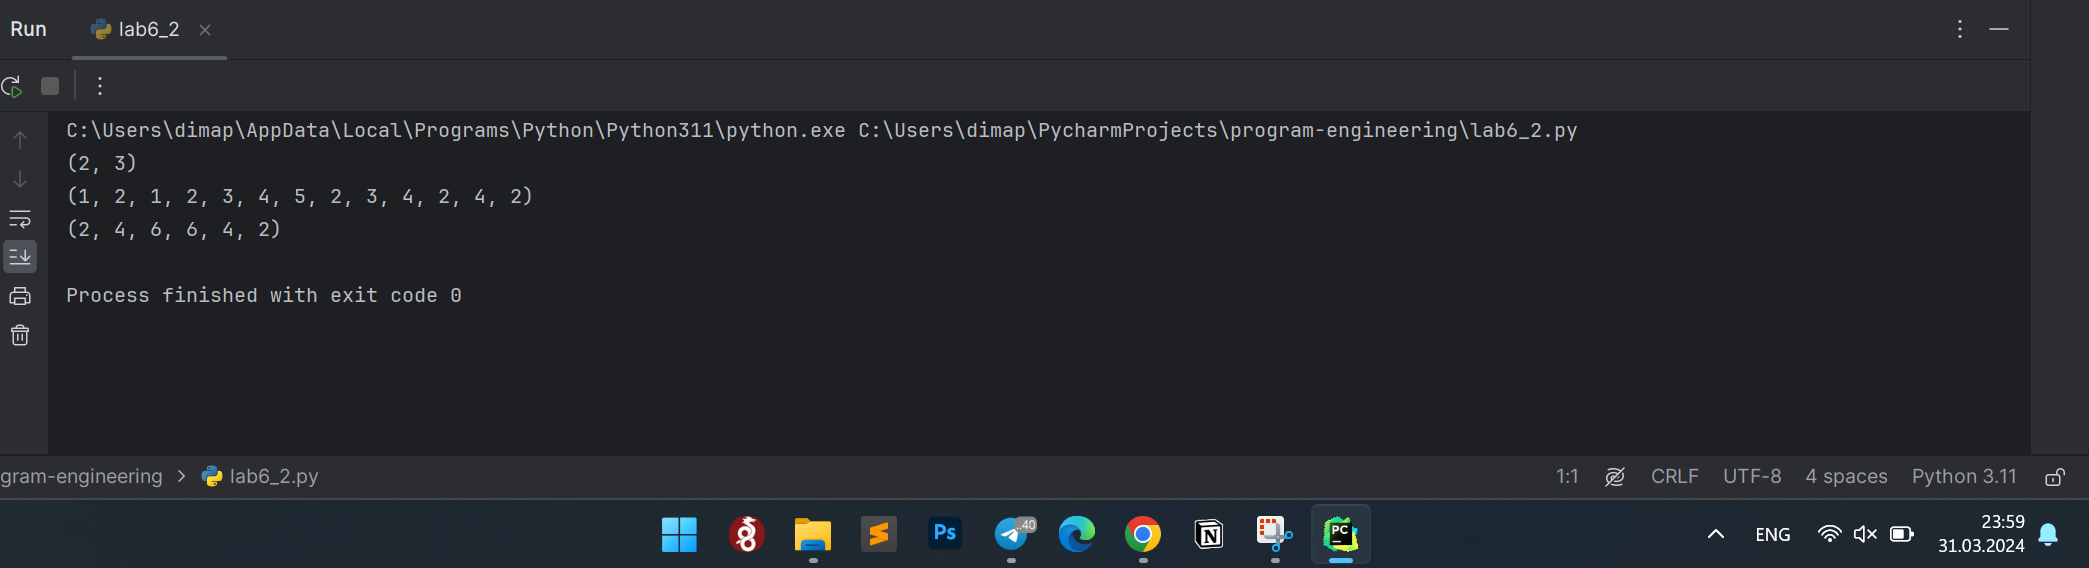 Run lab6_2
C:\Users\dimap\AppData\Local\Programs\Python\Python311\python.exe C:\Users\dimap\PycharmProjects\program-engineering\lab6_2.py
(2, 3)
(1, 2, 1, 2, 3, 4, 5, 2, 3, 4, 2, 4, 2)
(2, 4, 6, 6, 4, 2)
Process finished with exit code 0
gram-engineering > lab6_2.py 1:1 CRLF UTF-8 4 spaces Python 3.11
Ps ..40 N PC ENG 23:59
31.03.2024